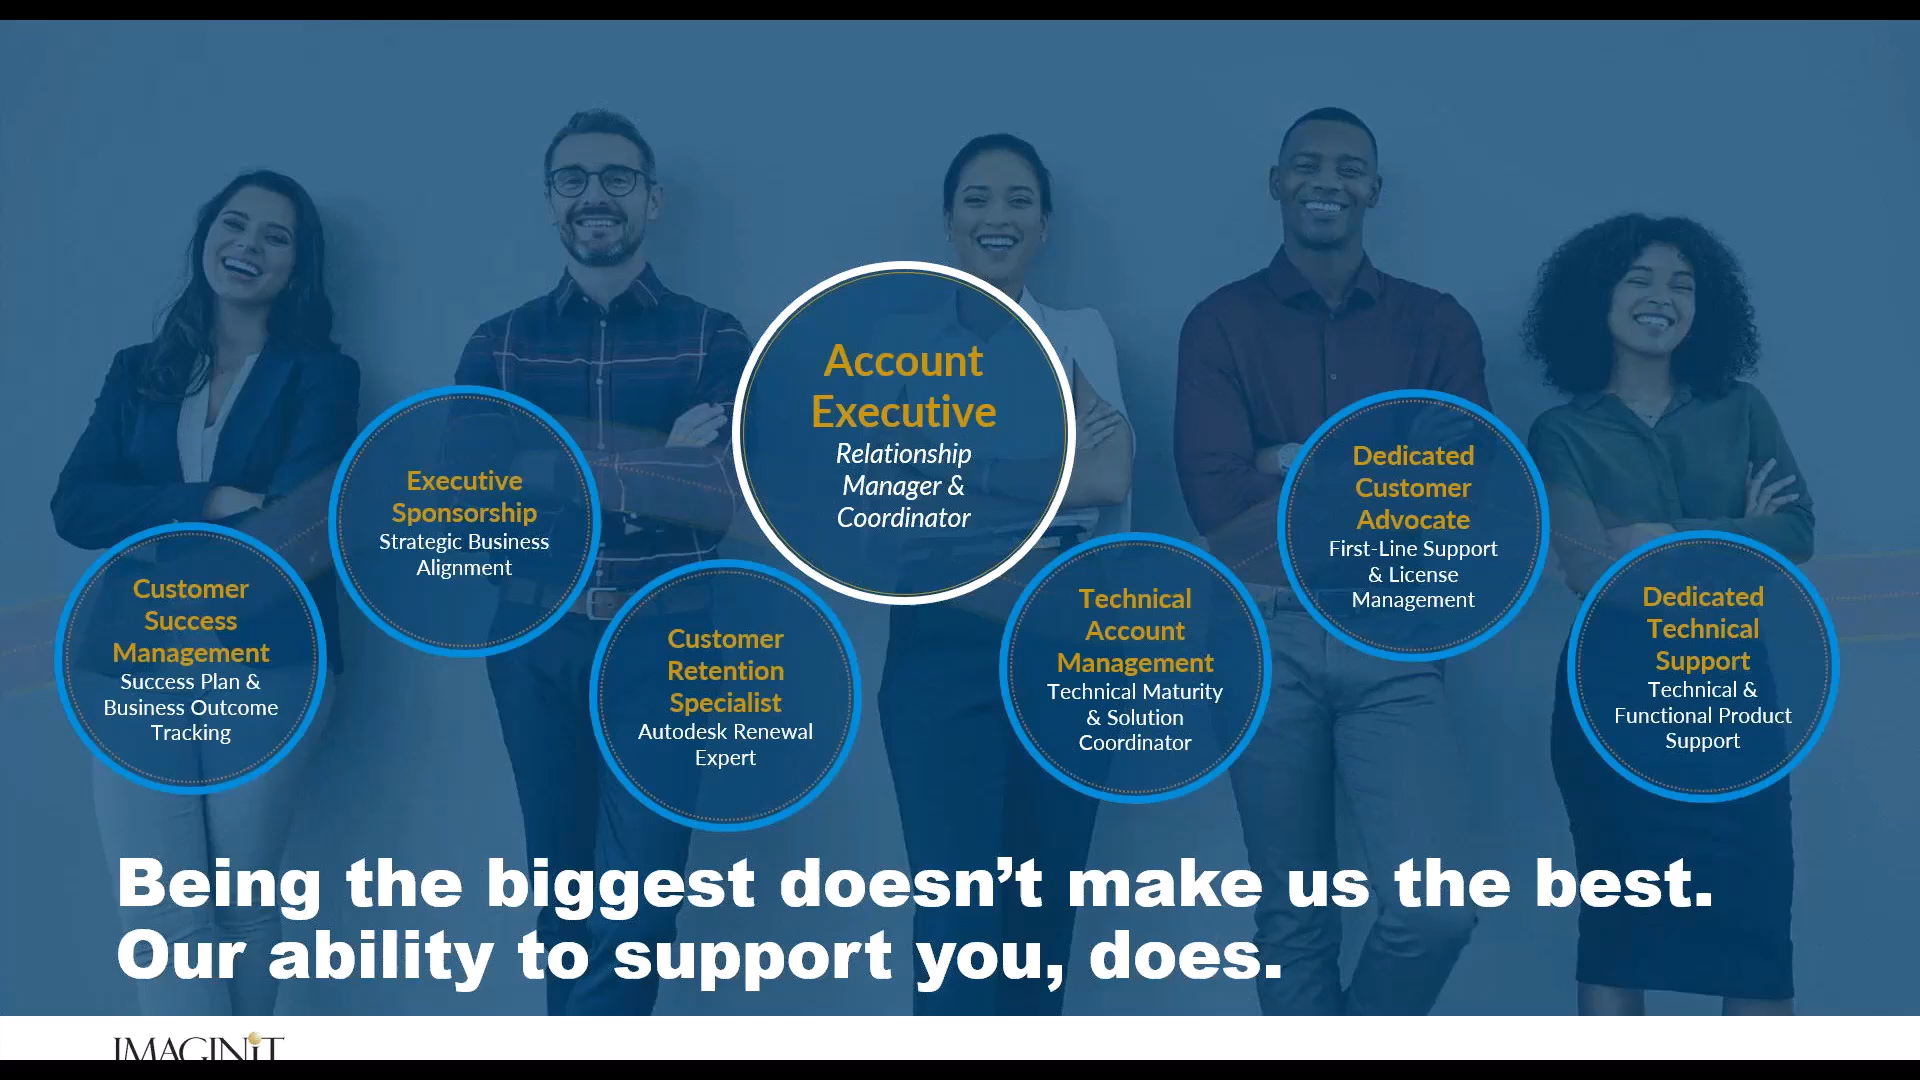 Account
Executive
Relationship
Manager &
Coordinator
Executive
Sponsorship
Strategic Business
Alignment
Dedicated
Customer
Advocate
First-Line Support
& License
Management
Customer
Success
Management
Success Plan &
Business Outcome
Tracking
Customer
Retention
Specialist
Autodesk Renewal
Expert
Technical
Account
Management
Technical Maturity
& Solution
Coordinator
Dedicated
Technical
Support
Technical &
Functional Product
Support
Being the biggest doesn’t make us the best.
Our ability to support you, does.
IMAGINiT